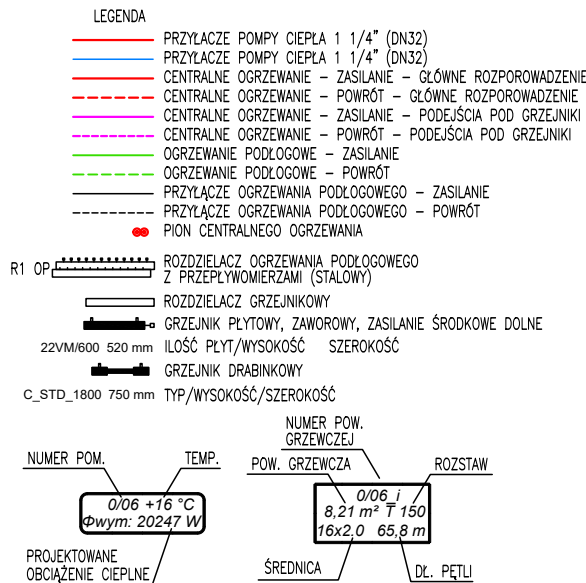 LEGENDA
PRZYŁACZE POMPY CIEPŁA 1 1/4" (DN32)
PRZYŁACZE POMPY CIEPŁA 1 1/4" (DN32)
CENTRALNE OGRZEWANIE – ZASILANIE – GŁÓWNE ROZPOROWADZENIE
CENTRALNE OGRZEWANIE – POWRÓT – GŁÓWNE ROZPOROWADZENIE
CENTRALNE OGRZEWANIE – ZASILANIE – PODEJŚCIA POD GRZEJNIKI
CENTRALNE OGRZEWANIE – POWRÓT – PODEJŚCIA POD GRZEJNIKI
OGRZEWANIE PODŁOGOWE – ZASILANIE
OGRZEWANIE PODŁOGOWE – POWRÓT
PRZYŁĄCZE OGRZEWANIA PODŁOGOWEGO – ZASILANIE
PRZYŁĄCZE OGRZEWANIA PODŁOGOWEGO – POWRÓT
PION CENTRALNEGO OGRZEWANIA
R1 OP ROZDZIELACZ OGRZEWANIA PODŁOGOWEGO
Z PRZEPŁYWOMIERZAMI (STALOWY)
ROZDZIELACZ GRZEJNIKOWY
GRZEJNIK PŁYTOWY, ZAWOROWY, ZASILANIE ŚRODKOWE DOLNE
22VM/600 520 mm ILOŚĆ PŁYT/WYSOKOŚĆ SZEROKOŚĆ
GRZEJNIK DRABINKOWY
C_STD_1800 750 mm TYP/WYSOKOŚĆ/SZEROKOŚĆ
NUMER POM.
TEMP.
0/06 +16 °C
Φwym: 20247 W
PROJEKTOWANE
OBCIĄŻENIE CIEPLNE
NUMER POW.
GRZEWCZEJ
POW. GRZEWCZA
ROZSTAW
0/06_i
8,21 m² T 150
16x2.0 65,8 m
ŚREDNICA
DŁ. PĘTLI